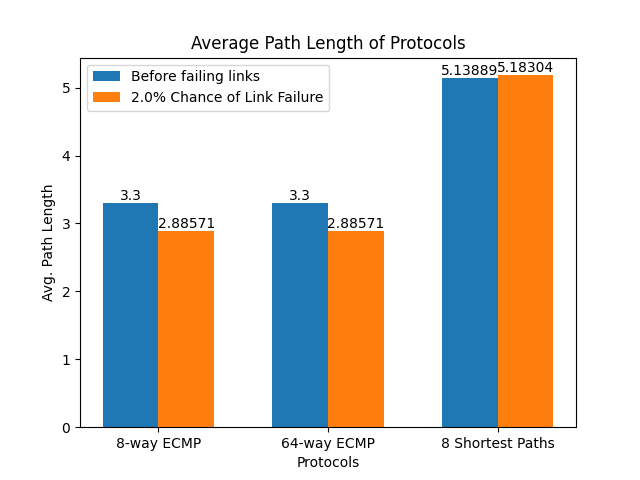 Average Path Length of Protocols
Before failing links
2.0% Chance of Link Failure
5.13889
5.18304
3.3
2.88571
3.3
2.88571
Avg. Path Length
5
4
3
2
1
0
8-way ECMP
64-way ECMP
8 Shortest Paths
Protocols